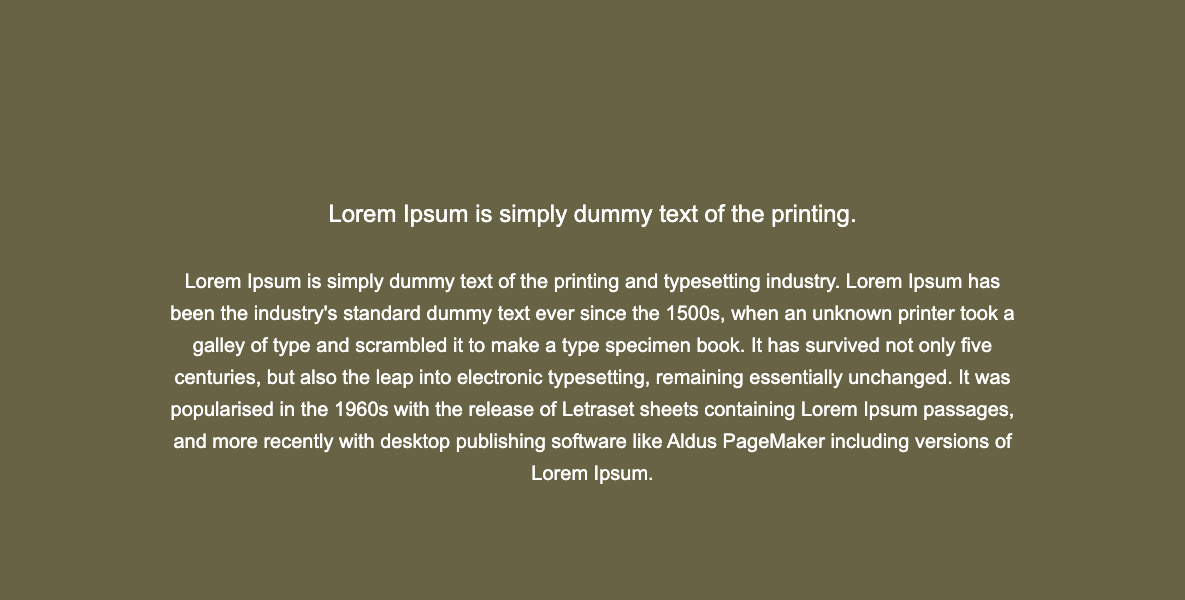 Lorem Ipsum is simply dummy text of the printing.
Lorem Ipsum is simply dummy text of the printing and typesetting industry. Lorem Ipsum has
been the industry's standard dummy text ever since the 1500s, when an unknown printer took a
galley of type and scrambled it to make a type specimen book. It has survived not only five
centuries, but also the leap into electronic typesetting, remaining essentially unchanged. It was
popularised in the 1960s with the release of Letraset sheets containing Lorem Ipsum passages,
and more recently with desktop publishing software like Aldus PageMaker including versions of
Lorem Ipsum.